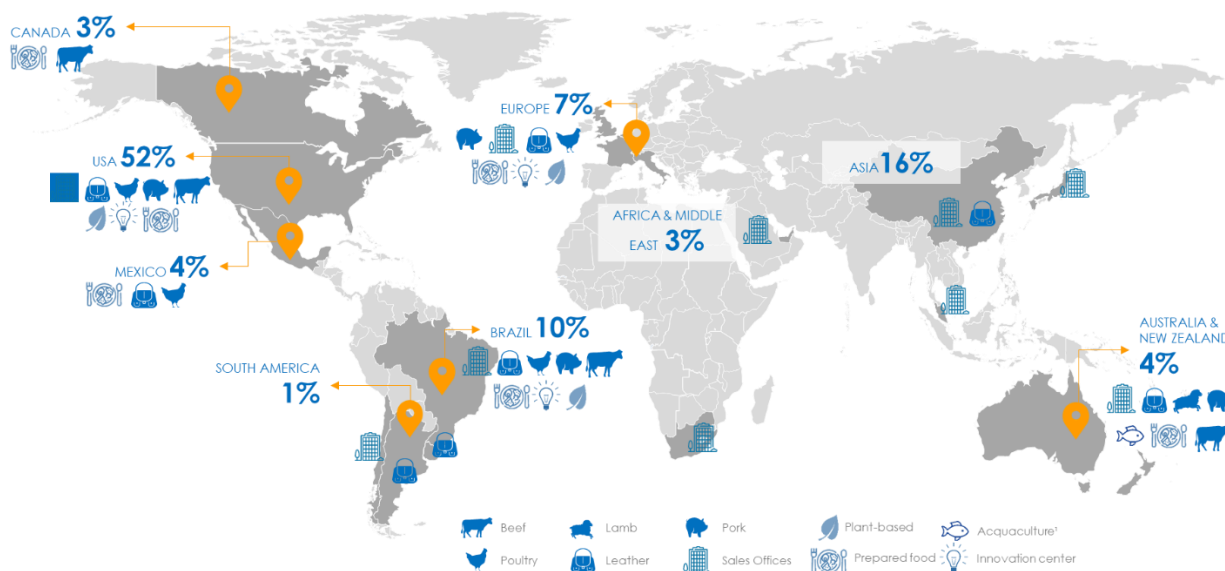 CANADA 3%
EUROPE 7%
USA 52%
ASIA 16%
AFRICA & MIDDLE
EAST 3%
MEXICO 4%
BRAZIL 10%
AUSTRALIA &
NEW ZEALAND
4%
SOUTH AMERICA
1%
Beef
Lamb
Pork
Plant-based
Acquaculture¹
Poultry
Leather
Sales Offices
Prepared food
Innovation center